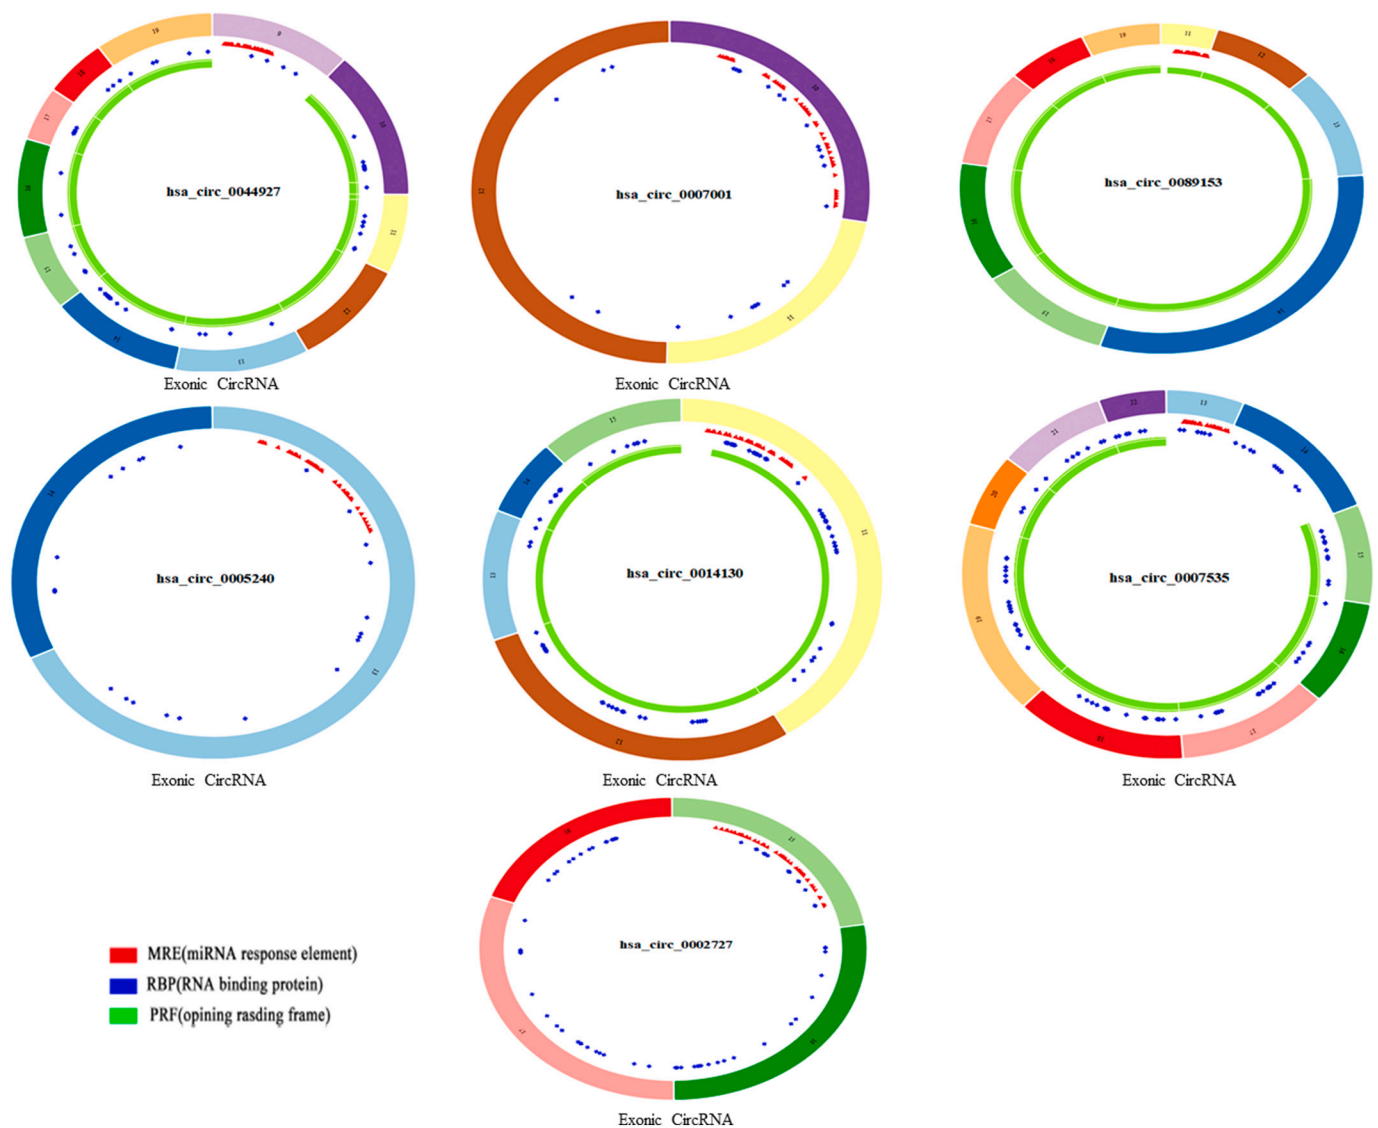 hsa_circ_0044927
hsa_circ_0007001
hsa_circ_0089153
Exonic CircRNA
Exonic CircRNA
hsa_circ_0005240
hsa_circ_0014130
hsa_circ_0007535
Exonic CircRNA
Exonic CircRNA
Exonic CircRNA
hsa_circ_0002727
MRE(miRNA response element)
RBP(RNA binding protein)
PRF(opining rasding frame)
Exonic CircRNA